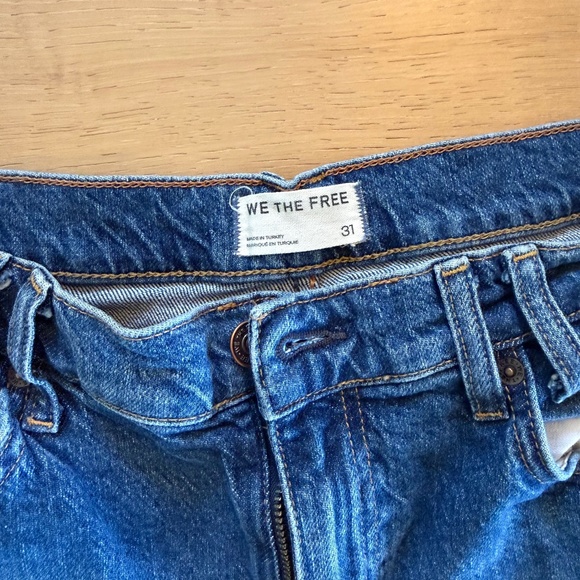 WE THE FREE
31
MADE IN TURKEY
FABRIQUÉ EN TURQUIE